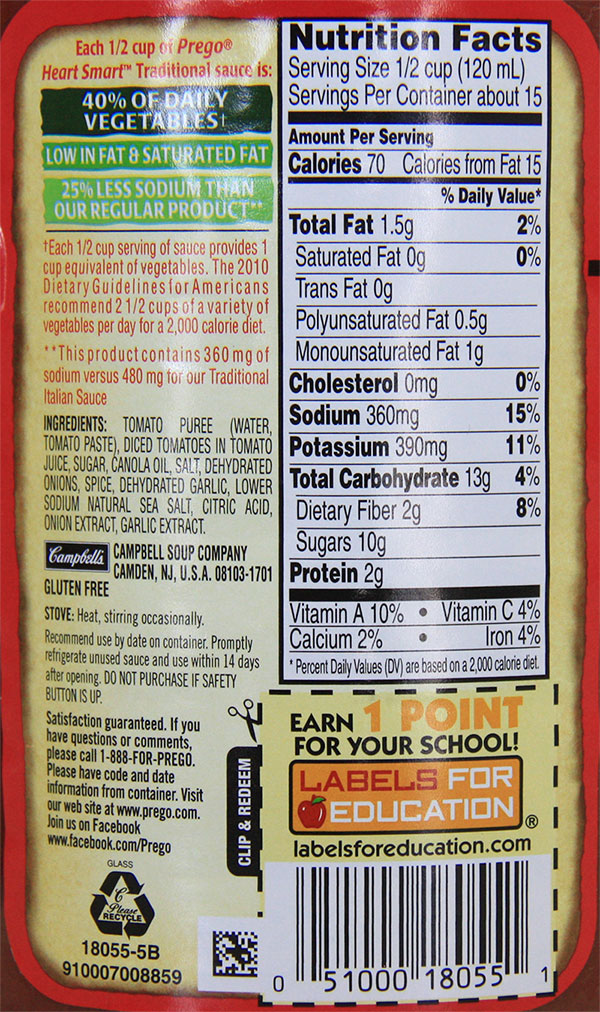 Each 1/2 cup of Prego®
Heart Smart™ Traditional sauce is:
40% OF DAILY
VEGETABLES†
LOW IN FAT & SATURATED FAT
25% LESS SODIUM THAN
OUR REGULAR PRODUCT**
†Each 1/2 cup serving of sauce provides 1
cup equivalent of vegetables. The 2010
Dietary Guidelines for Americans
recommend 2 1/2 cups of a variety of
vegetables per day for a 2,000 calorie diet.
**This product contains 360 mg of
sodium versus 480 mg for our Traditional
Italian Sauce
INGREDIENTS: TOMATO PUREE (WATER,
TOMATO PASTE), DICED TOMATOES IN TOMATO
JUICE, SUGAR, CANOLA OIL, SALT, DEHYDRATED
ONIONS, SPICE, DEHYDRATED GARLIC, LOWER
SODIUM NATURAL SEA SALT, CITRIC ACID,
ONION EXTRACT, GARLIC EXTRACT.
Campbell's
CAMPBELL SOUP COMPANY
CAMDEN, NJ, U.S.A. 08103-1701
GLUTEN FREE
STOVE: Heat, stirring occasionally.
Recommend use by date on container. Promptly
refrigerate unused sauce and use within 14 days
after opening. DO NOT PURCHASE IF SAFETY
BUTTON IS UP.
Satisfaction guaranteed. If you
have questions or comments,
please call 1-888-FOR-PREGO.
Please have code and date
information from container. Visit
our web site at www.prego.com.
Join us on Facebook
www.facebook.com/Prego
GLASS
C
Please
RECYCLE
18055-5B
910007008859
Nutrition Facts
Serving Size 1/2 cup (120 mL)
Servings Per Container about 15
Amount Per Serving
Calories 70 Calories from Fat 15
% Daily Value*
Total Fat 1.5g 2%
Saturated Fat 0g 0%
Trans Fat 0g
Polyunsaturated Fat 0.5g
Monounsaturated Fat 1g
Cholesterol 0mg 0%
Sodium 360mg 15%
Potassium 390mg 11%
Total Carbohydrate 13g 4%
Dietary Fiber 2g 8%
Sugars 10g
Protein 2g
Vitamin A 10% • Vitamin C 4%
Calcium 2% • Iron 4%
* Percent Daily Values (DV) are based on a 2,000 calorie diet.
CLIP & REDEEM
EARN 1 POINT
FOR YOUR SCHOOL!
LABELS FOR
EDUCATION®
labelsforeducation.com
0 51000 18055 1